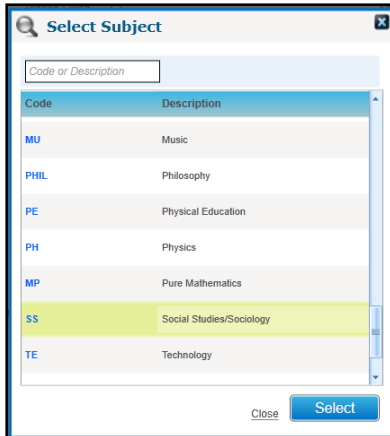 Select Subject
Code or Description
Code Description
MU Music
PHIL Philosophy
PE Physical Education
PH Physics
MP Pure Mathematics
SS Social Studies/Sociology
TE Technology
Close Select